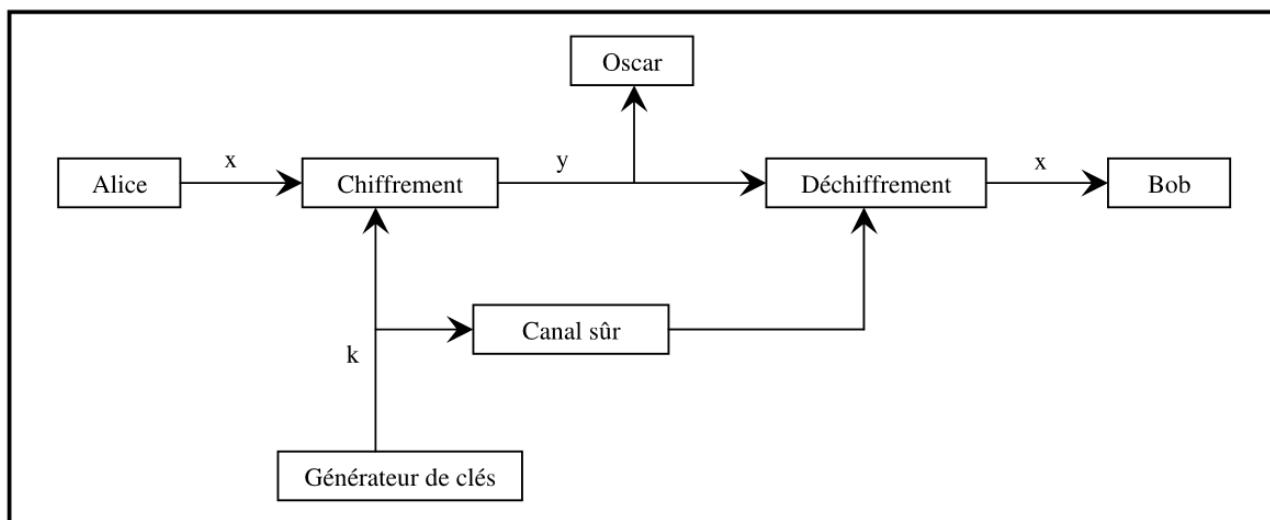 Oscar
x
y
x
Alice
Chiffrement
Déchiffrement
Bob
Canal sûr
k
Générateur de clés